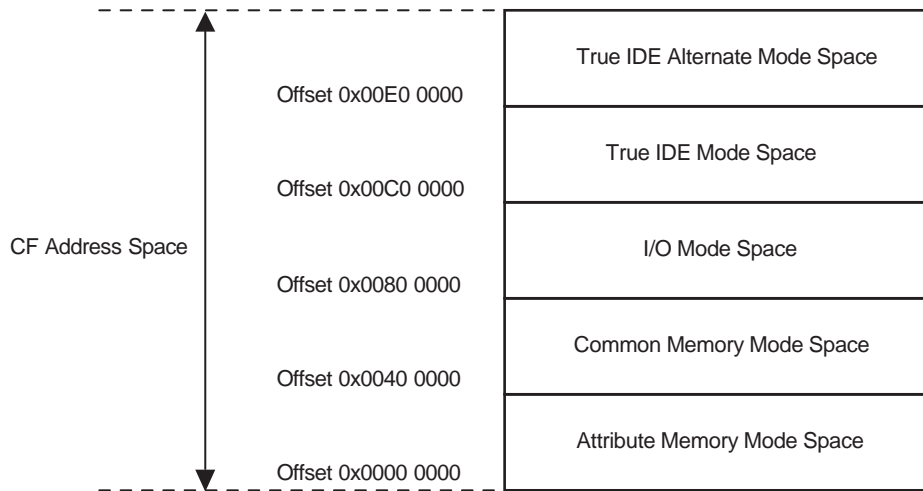 True IDE Alternate Mode Space
Offset 0x00E0 0000
True IDE Mode Space
Offset 0x00C0 0000
CF Address Space
I/O Mode Space
Offset 0x0080 0000
Common Memory Mode Space
Offset 0x0040 0000
Attribute Memory Mode Space
Offset 0x0000 0000